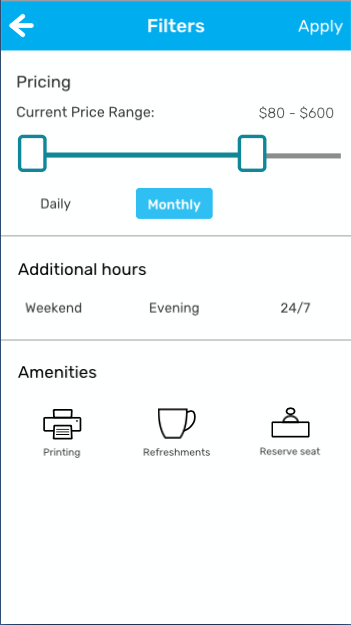 Filters Apply
Pricing
Current Price Range: $80 - $600
Daily Monthly
Additional hours
Weekend Evening 24/7
Amenities
Printing Refreshments Reserve seat